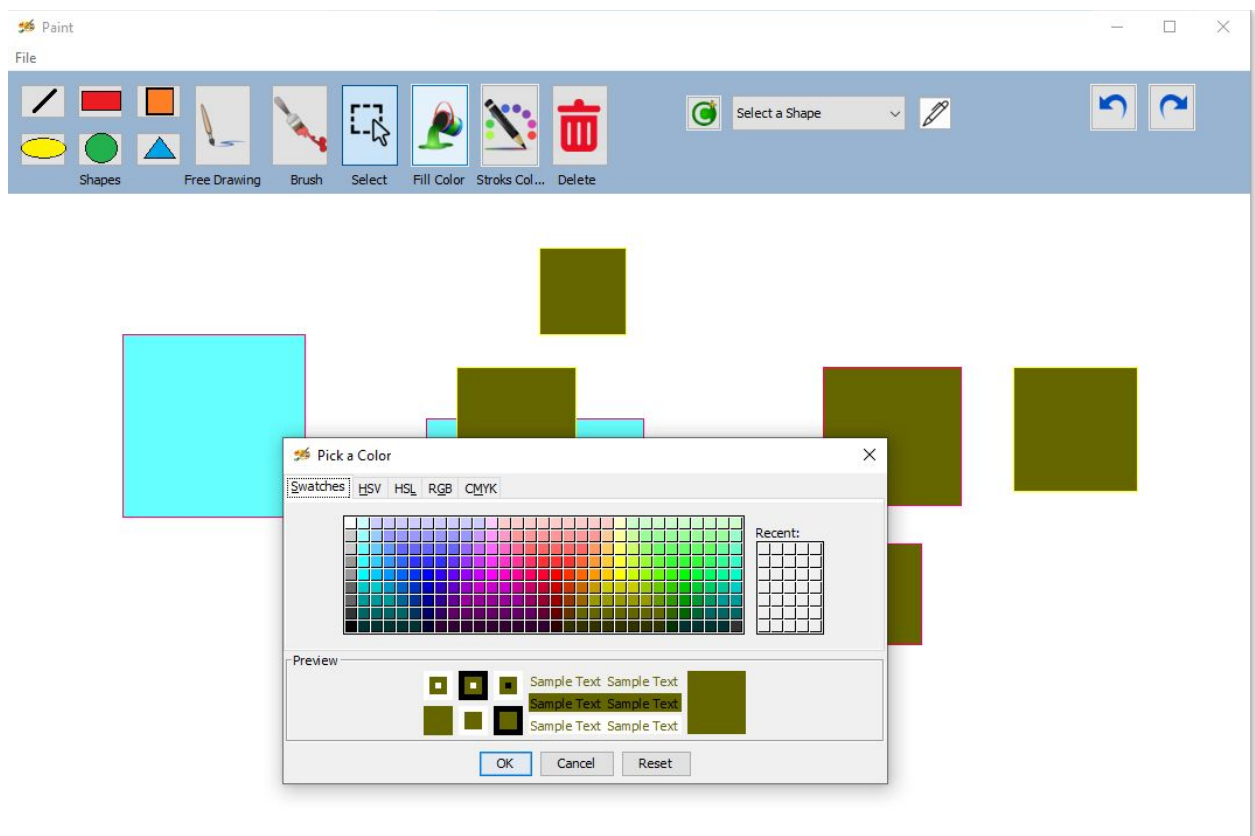 Paint
File
Select a Shape
Shapes Free Drawing Brush Select Fill Color Stroks Col... Delete
Pick a Color
Swatches HSV HSL RGB CMYK
Recent:
Preview
Sample Text Sample Text
Sample Text Sample Text
Sample Text Sample Text
OK Cancel Reset